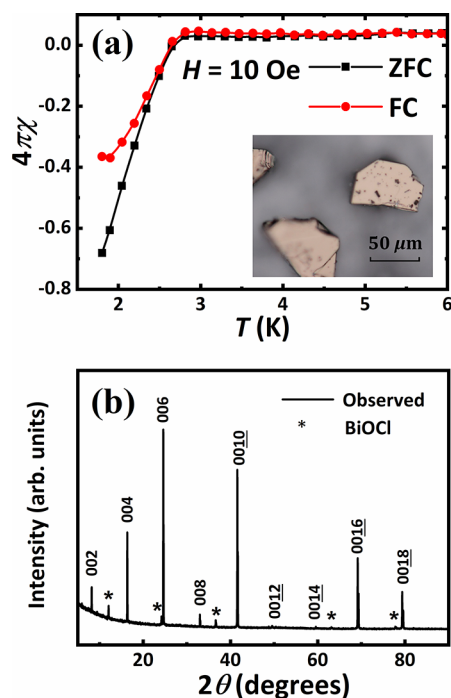 (a)
H = 10 Oe
ZFC
FC
50 μm
0.0
-0.2
-0.4
-0.6
-0.8
4πχ
2 3 4 5 6
T (K)
(b)
Observed
* BiOCl
002
*
004
*
006
008
*
0010
0012
0014
*
0016
*
0018
Intensity (arb. units)
20 40 60 80
2θ (degrees)